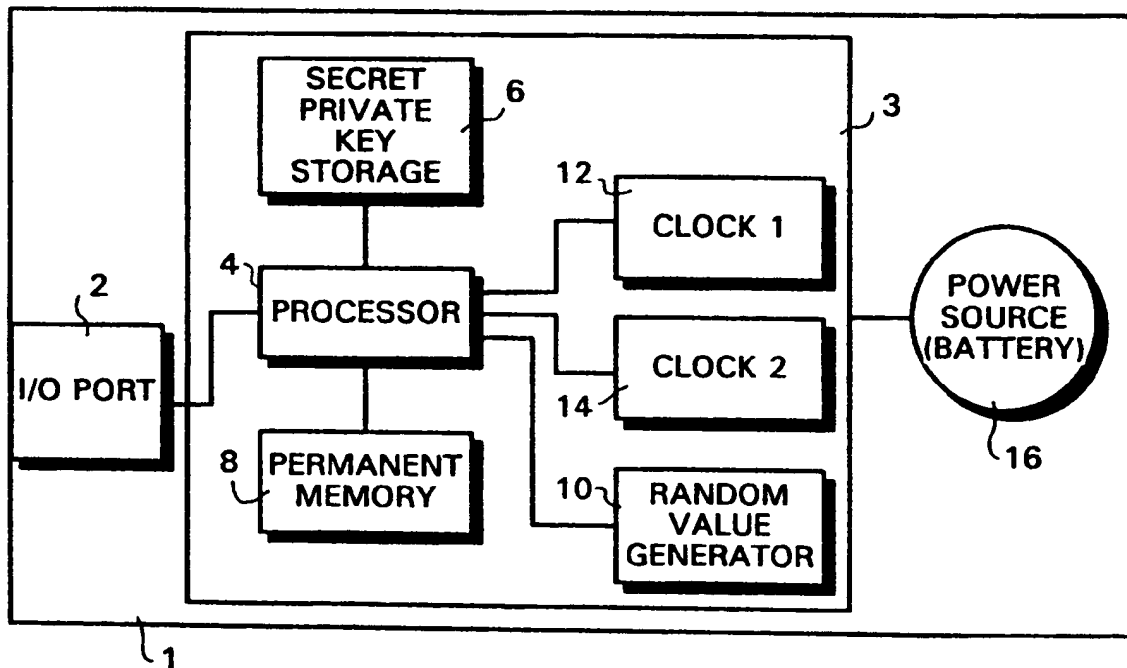 SECRET
PRIVATE
KEY
STORAGE
6
3
12
CLOCK 1
4
PROCESSOR
2
I/O PORT
POWER
SOURCE
(BATTERY)
CLOCK 2
14
16
8
PERMANENT
MEMORY
10
RANDOM
VALUE
GENERATOR
1